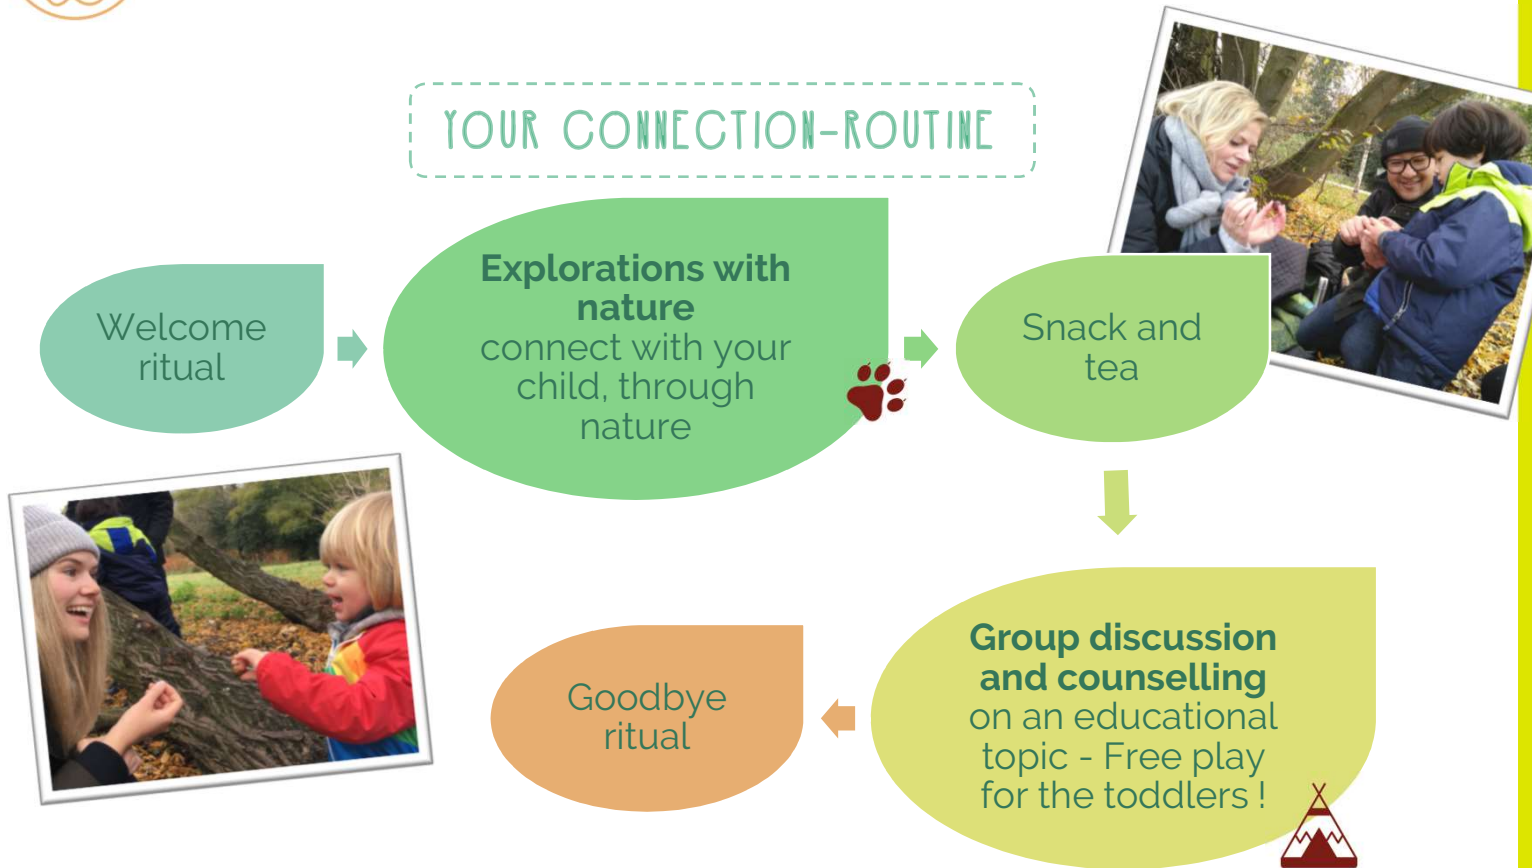 YOUR CONNECTION-ROUTINE
Welcome
ritual
Explorations with
nature
connect with your
child, through
nature
Snack and
tea
Group discussion
and counselling
on an educational
topic - Free play
for the toddlers !
Goodbye
ritual